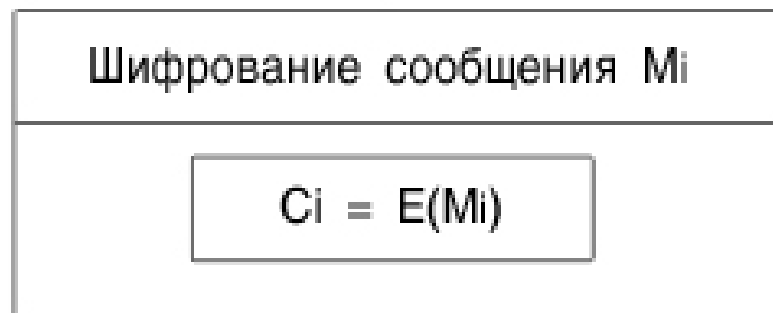 Шифрование сообщения Mi
Ci = E(Mi)